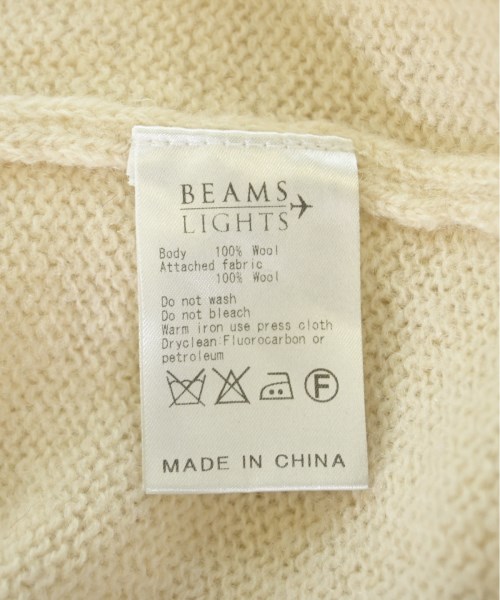 BEAMS
LIGHTS
Body 100% Wool
Attached fabric
100% Wool
Do not wash
Do not bleach
Warm iron use press cloth
Dryclean:Fluorocarbon or
petroleum
F
MADE IN CHINA